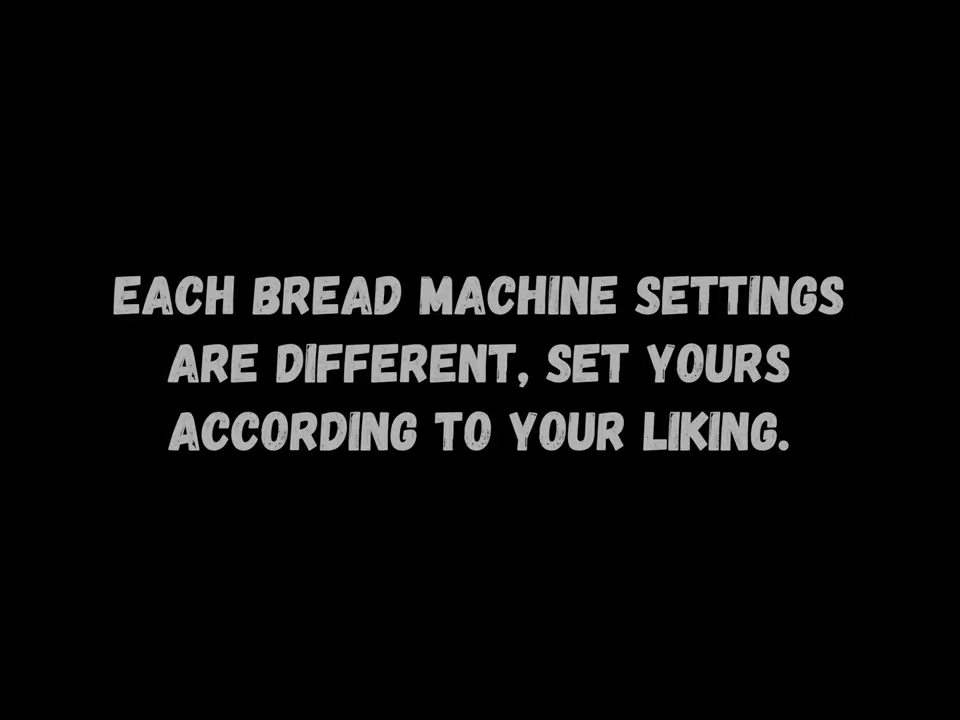 EACH BREAD MACHINE SETTINGS
ARE DIFFERENT, SET YOURS
ACCORDING TO YOUR LIKING.